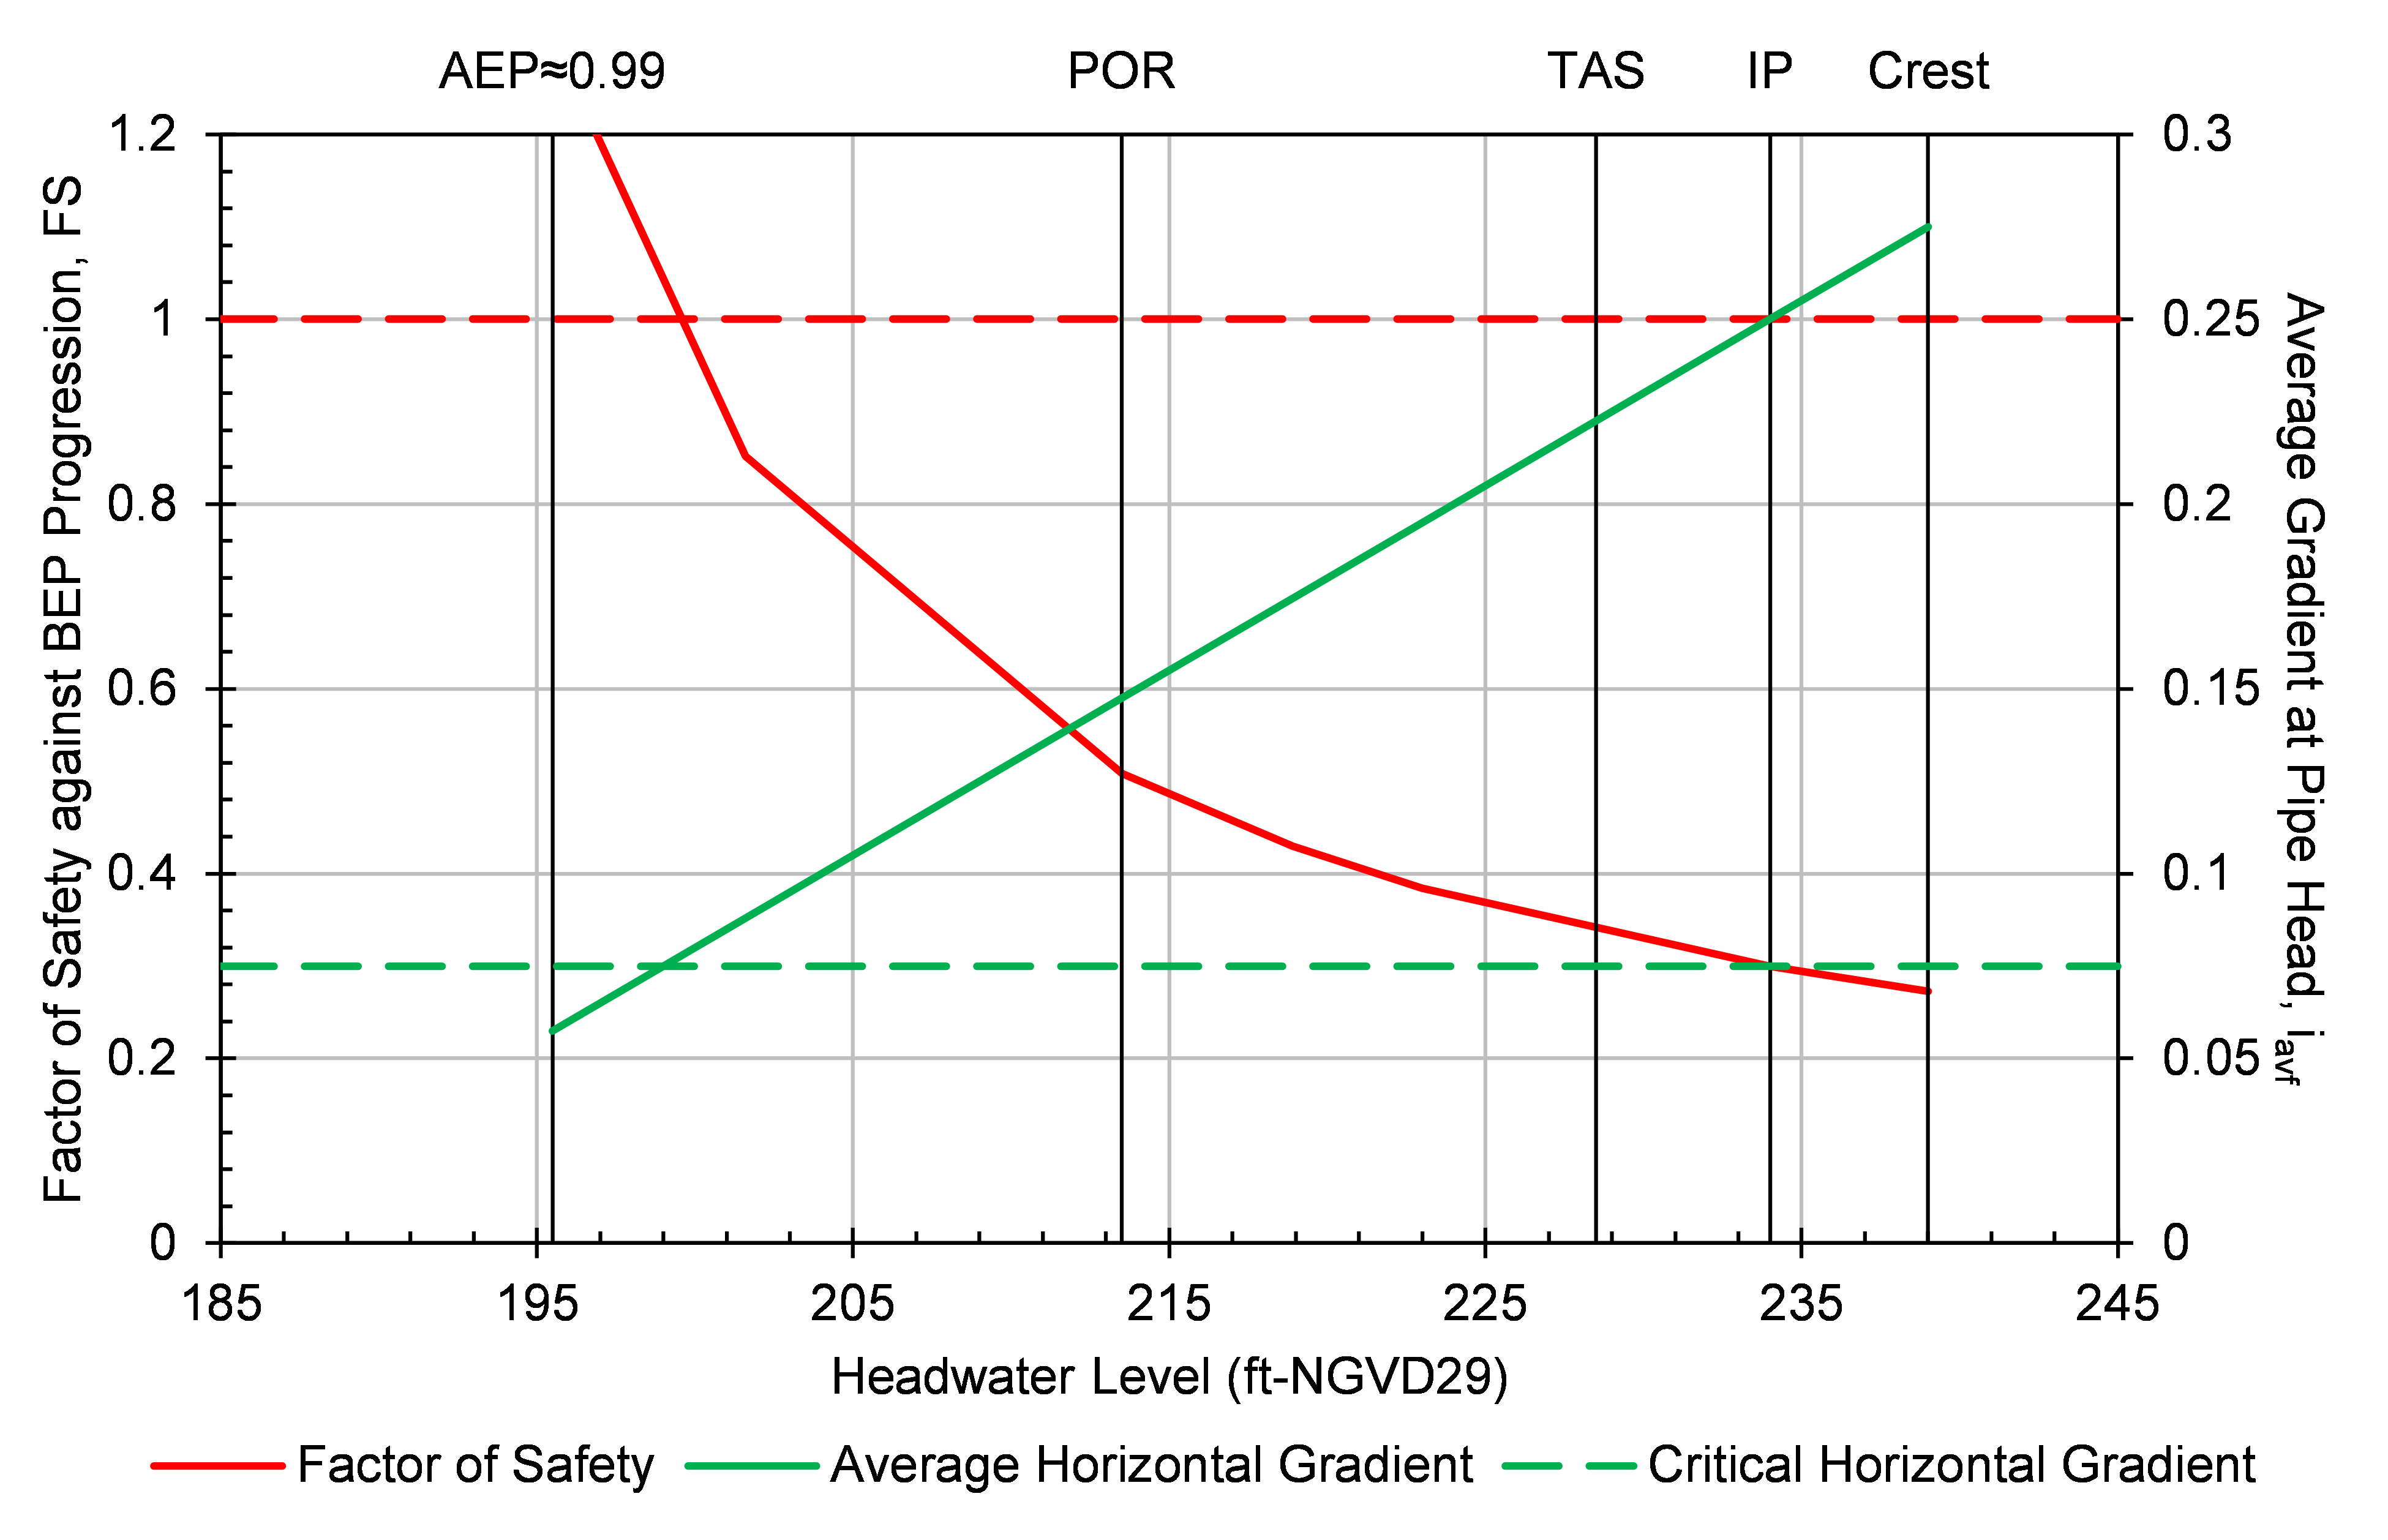 AEP≈0.99 POR TAS IP Crest
Factor of Safety against BEP Progression, FS
1.2
1
0.8
0.6
0.4
0.2
0
0.3
0.25
0.2
0.15
0.1
0.05
0
Average Gradient at Pipe Head, iavf
185 195 205 215 225 235 245
Headwater Level (ft-NGVD29)
Factor of Safety Average Horizontal Gradient Critical Horizontal Gradient